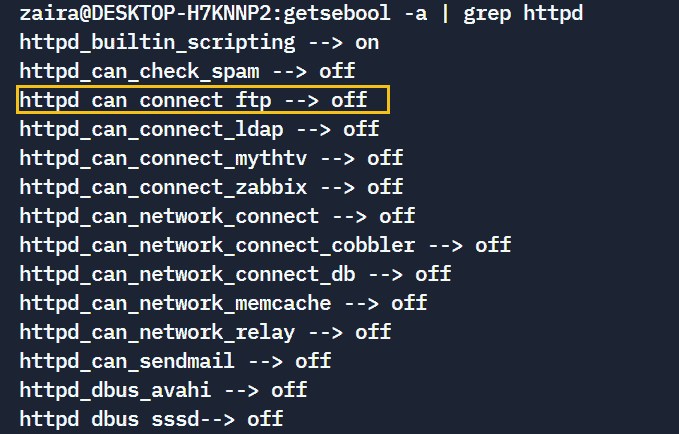 zaira@DESKTOP-H7KNNP2:getsebool -a | grep httpd
httpd_builtin_scripting --> on
httpd_can_check_spam --> off
httpd_can_connect_ftp --> off
httpd_can_connect_ldap --> off
httpd_can_connect_mythtv --> off
httpd_can_connect_zabbix --> off
httpd_can_network_connect --> off
httpd_can_network_connect_cobbler --> off
httpd_can_network_connect_db --> off
httpd_can_network_memcache --> off
httpd_can_network_relay --> off
httpd_can_sendmail --> off
httpd_dbus_avahi --> off
httpd_dbus_sssd--> off